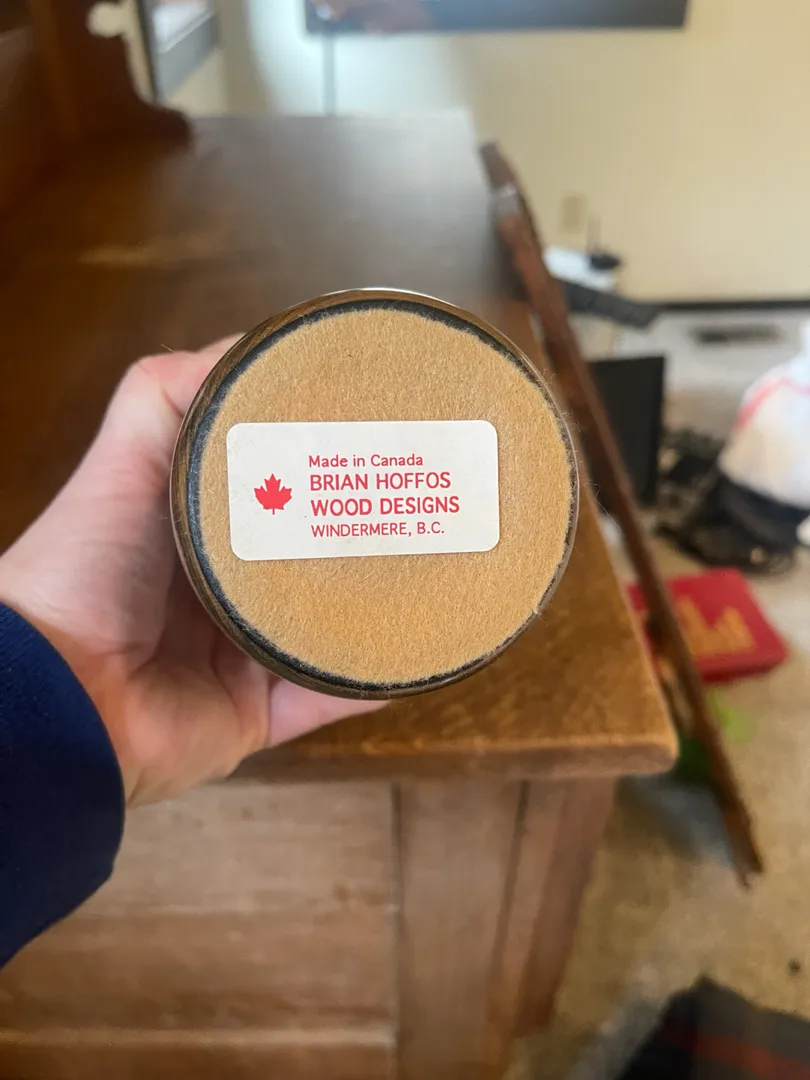 Made in Canada
BRIAN HOFFOS
WOOD DESIGNS
WINDERMERE, B.C.